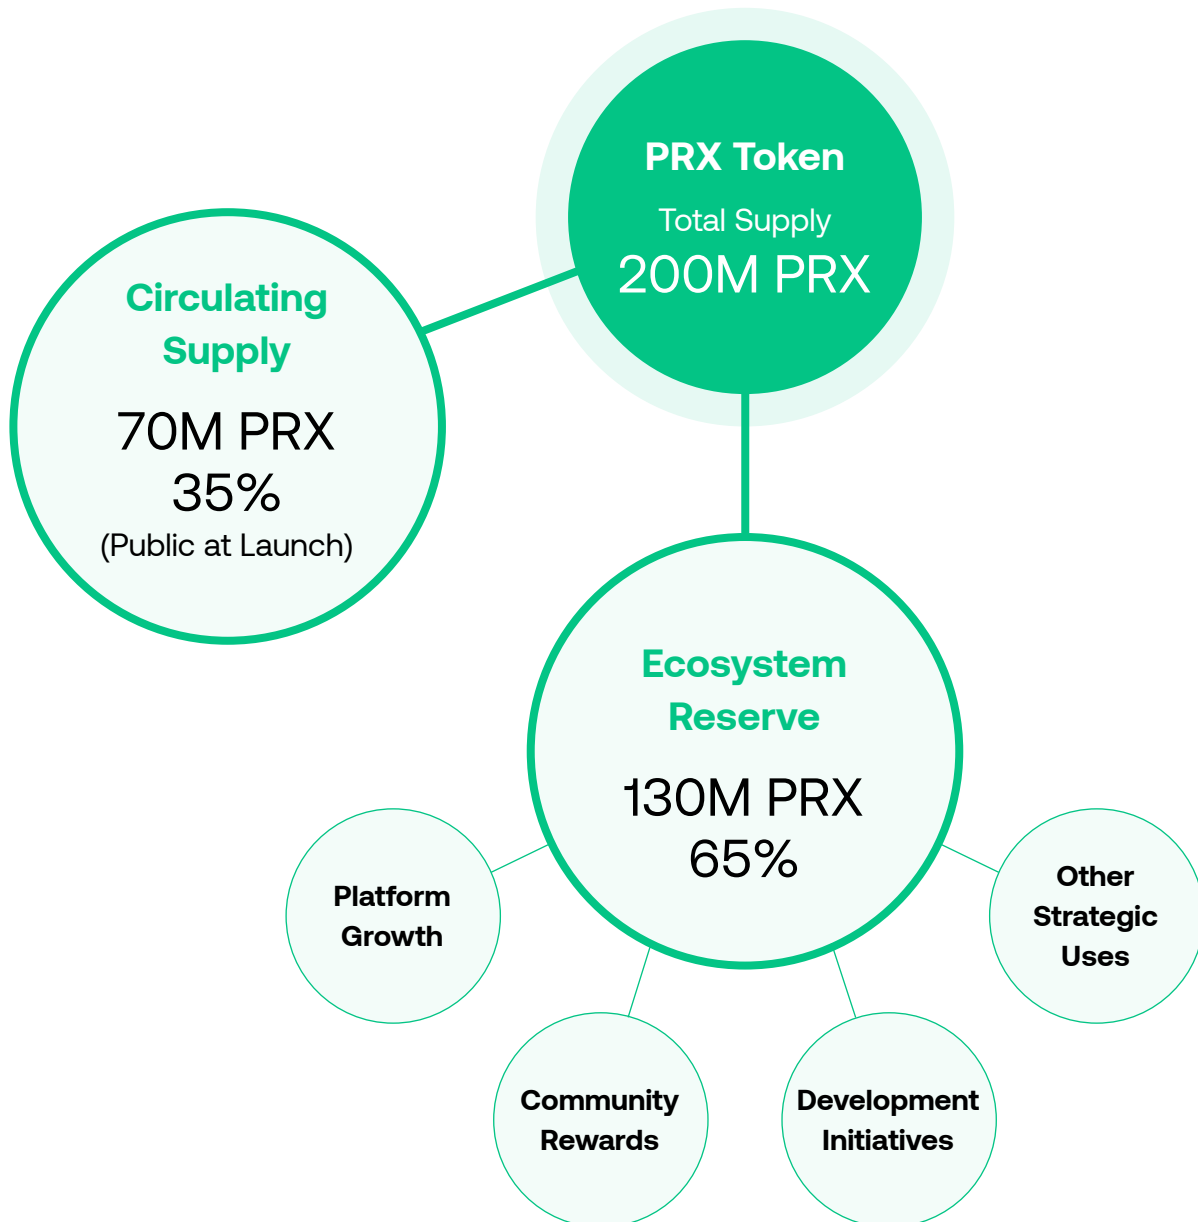 PRX Token
Total Supply
200M PRX
Circulating
Supply
70M PRX
35%
(Public at Launch)
Ecosystem
Reserve
130M PRX
65%
Platform
Growth
Community
Rewards
Development
Initiatives
Other
Strategic
Uses